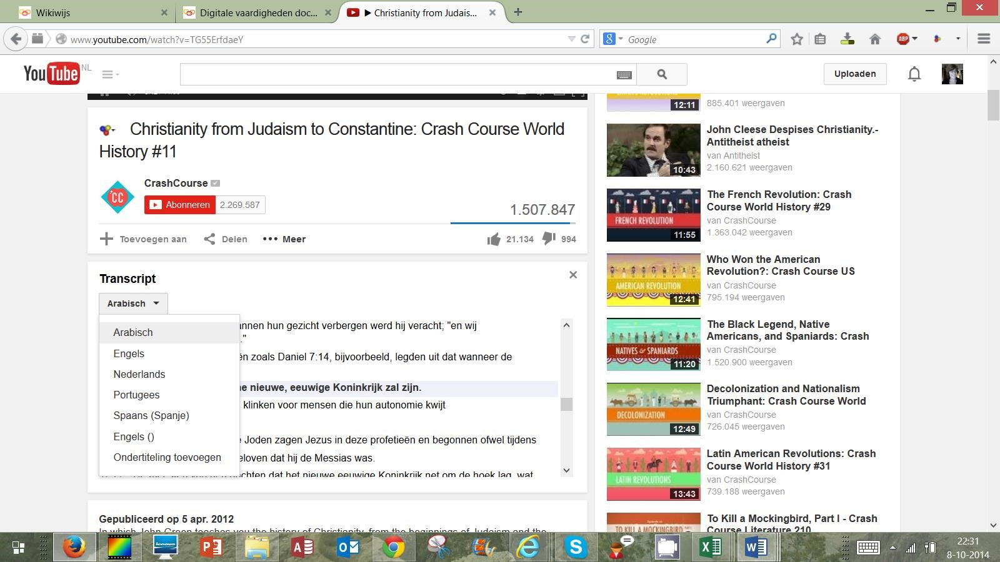 Wikiwijs
Digitale vaardigheden doc...
▶ Christianity from Judais...
www.youtube.com/watch?v=TG55ErfdaeY
Google
ABP
YouTube NL
Uploaden
Christianity from Judaism to Constantine: Crash Course World
History #11
CC
CrashCourse
Abonneren 2.269.587
1.507.847
Toevoegen aan
Delen
Meer
21.134
994
Transcript
Arabisch
Arabisch
Engels
Nederlands
Portugees
Spaans (Spanje)
Engels ()
Ondertiteling toevoegen
annen hun gezicht verbergen werd hij veracht; "en wij
."
ën zoals Daniel 7:14, bijvoorbeeld, legden uit dat wanneer de
e nieuwe, eeuwige Koninkrijk zal zijn.
klinken voor mensen die hun autonomie kwijt
Joden zagen Jezus in deze profetieën en begonnen ofwel tijdens
eloven dat hij de Messias was.
chten dat het nieuwe eeuwige Koninkrijk net om de hoek lag, wat
Gepubliceerd op 5 apr. 2012
In which John Green teaches you the history of Christianity, from the beginnings of Judaism and the
12:11
885.401 weergaven
10:43
John Cleese Despises Christianity.-
Antitheist atheist
van Antitheist
2.160.621 weergaven
FRENCH REVOLUTION
11:55
The French Revolution: Crash
Course World History #29
van CrashCourse
1.363.042 weergaven
AMERICAN REVOLUTION
12:41
Who Won the American
Revolution?: Crash Course US
van CrashCourse
795.194 weergaven
NATIVES & SPANIARDS
11:20
The Black Legend, Native
Americans, and Spaniards: Crash
van CrashCourse
1.520.900 weergaven
DECOLONIZATION
12:49
Decolonization and Nationalism
Triumphant: Crash Course World
van CrashCourse
726.045 weergaven
LATIN REVOLUTIONS
13:43
Latin American Revolutions: Crash
Course World History #31
van CrashCourse
739.188 weergaven
TO KILL A MOCKINGBIRD
To Kill a Mockingbird, Part I - Crash
Course Literature 210
lenovo
22:31
8-10-2014